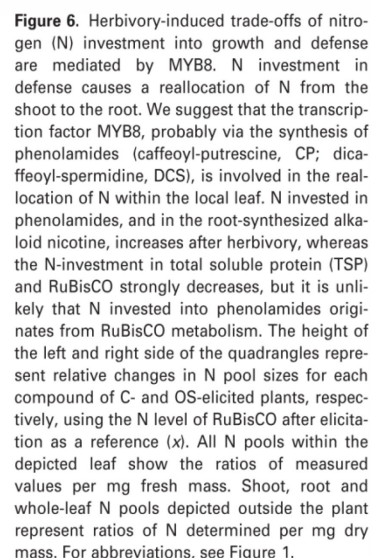 Figure 6. Herbivory-induced trade-offs of nitro-
gen (N) investment into growth and defense
are mediated by MYB8. N investment in
defense causes a reallocation of N from the
shoot to the root. We suggest that the transcrip-
tion factor MYB8, probably via the synthesis of
phenolamides (caffeoyl-putrescine, CP; dica-
ffeoyl-spermidine, DCS), is involved in the real-
location of N within the local leaf. N invested in
phenolamides, and in the root-synthesized alka-
loid nicotine, increases after herbivory, whereas
the N-investment in total soluble protein (TSP)
and RuBisCO strongly decreases, but it is unli-
kely that N invested into phenolamides origi-
nates from RuBisCO metabolism. The height of
the left and right side of the quadrangles repre-
sent relative changes in N pool sizes for each
compound of C- and OS-elicited plants, respec-
tively, using the N level of RuBisCO after elicita-
tion as a reference (x). All N pools within the
depicted leaf show the ratios of measured
values per mg fresh mass. Shoot, root and
whole-leaf N pools depicted outside the plant
represent ratios of N determined per mg dry
mass. For abbreviations, see Figure 1.